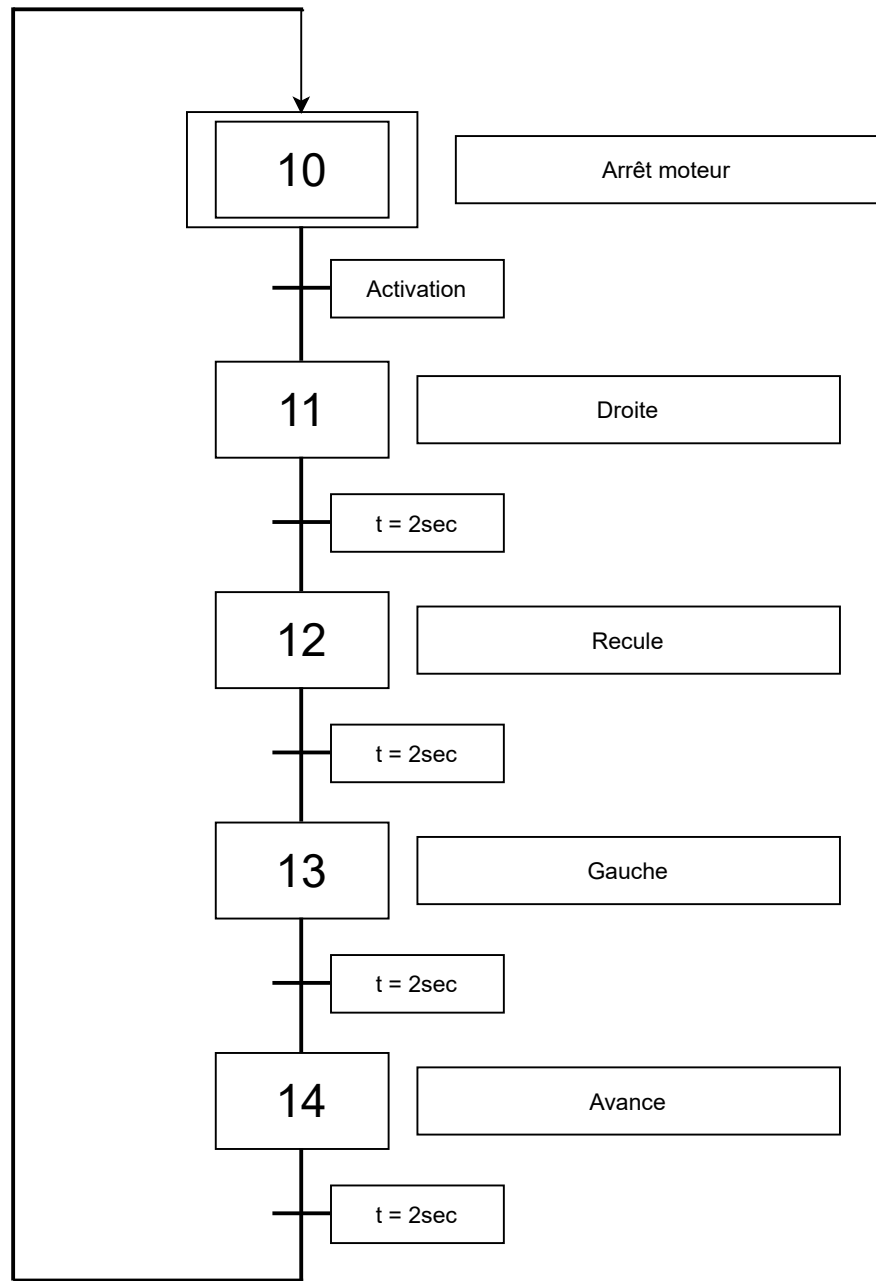 10
Arrêt moteur
Activation
11
Droite
t = 2sec
12
Recule
t = 2sec
13
Gauche
t = 2sec
14
Avance
t = 2sec